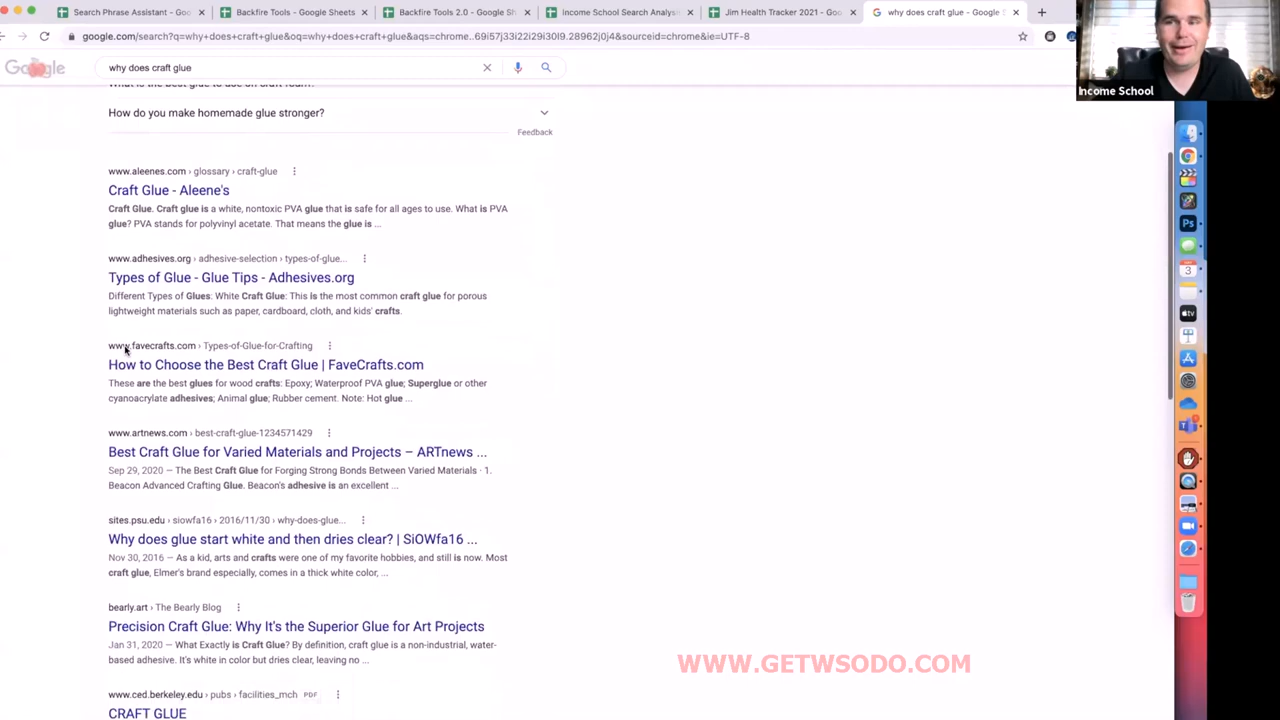 Search Phrase Assistant - Goo
Backfire Tools - Google Sheets
Backfire Tools 2.0 - Google Sh
Income School Search Analysis
Jim Health Tracker 2021 - Goo
why does craft glue - Google S
google.com/search?q=why+does+craft+glue&oq=why+does+craft+glue&aqs=chrome..69i57j33i22i29i30l9.28962j0j4&sourceid=chrome&ie=UTF-8
Google
why does craft glue
Income School
What is the best glue to use on craft foam?
How do you make homemade glue stronger?
Feedback
www.aleenes.com › glossary › craft-glue
Craft Glue - Aleene's
Craft Glue. Craft glue is a white, nontoxic PVA glue that is safe for all ages to use. What is PVA
glue? PVA stands for polyvinyl acetate. That means the glue is ...
www.adhesives.org › adhesive-selection › types-of-glue...
Types of Glue - Glue Tips - Adhesives.org
Different Types of Glues: White Craft Glue: This is the most common craft glue for porous
lightweight materials such as paper, cardboard, cloth, and kids' crafts.
www.favecrafts.com › Types-of-Glue-for-Crafting
How to Choose the Best Craft Glue | FaveCrafts.com
These are the best glues for wood crafts: Epoxy; Waterproof PVA glue; Superglue or other
cyanoacrylate adhesives; Animal glue; Rubber cement. Note: Hot glue ...
www.artnews.com › best-craft-glue-1234571429
Best Craft Glue for Varied Materials and Projects – ARTnews ...
Sep 29, 2020 — The Best Craft Glue for Forging Strong Bonds Between Varied Materials · 1.
Beacon Advanced Crafting Glue. Beacon's adhesive is an excellent ...
sites.psu.edu › siowfa16 › 2016/11/30 › why-does-glue...
Why does glue start white and then dries clear? | SiOWfa16 ...
Nov 30, 2016 — As a kid, arts and crafts were one of my favorite hobbies, and still is now. Most
craft glue, Elmer's brand especially, comes in a thick white color, ...
bearly.art › The Bearly Blog
Precision Craft Glue: Why It's the Superior Glue for Art Projects
Jan 31, 2020 — What Exactly is Craft Glue? By definition, craft glue is a non-industrial, water-
based adhesive. It's white in color but dries clear, leaving no ...
WWW.GETWSODO.COM
www.ced.berkeley.edu › pubs › facilities_mch PDF
CRAFT GLUE
Ps
3
tv